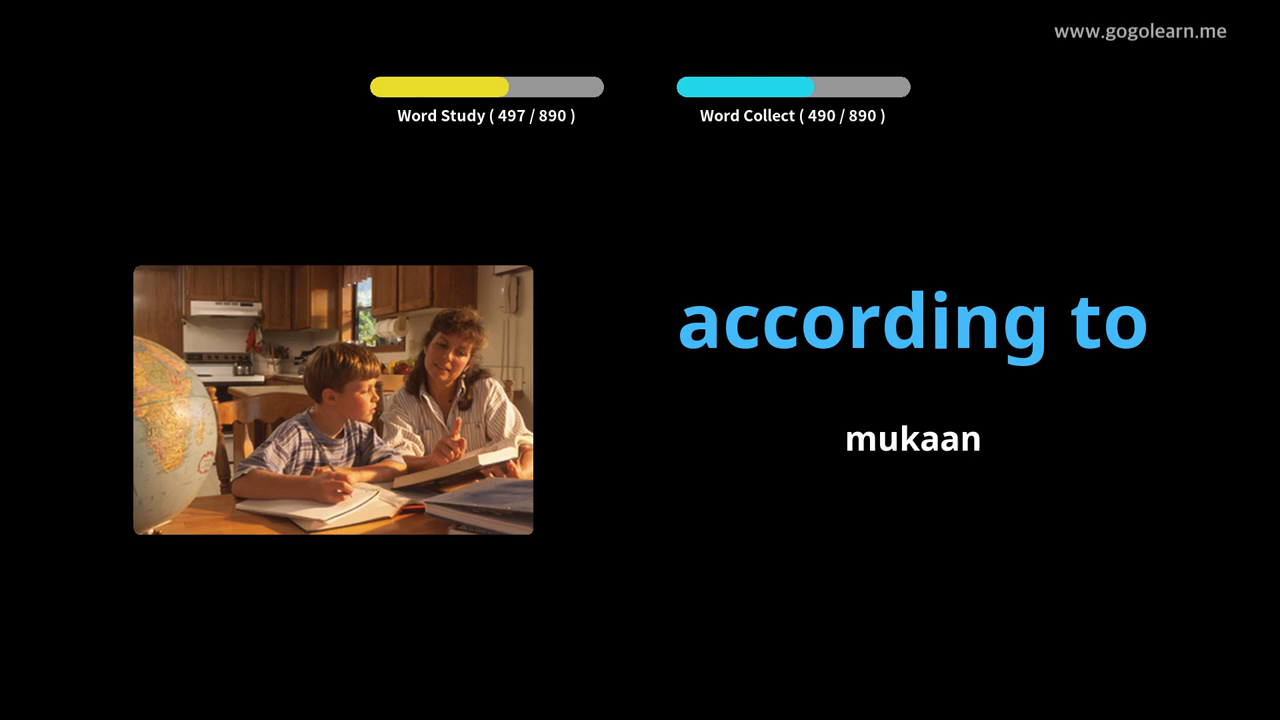 www.gogolearn.me
Word Study ( 497 / 890 )
Word Collect ( 490 / 890 )
according to
mukaan